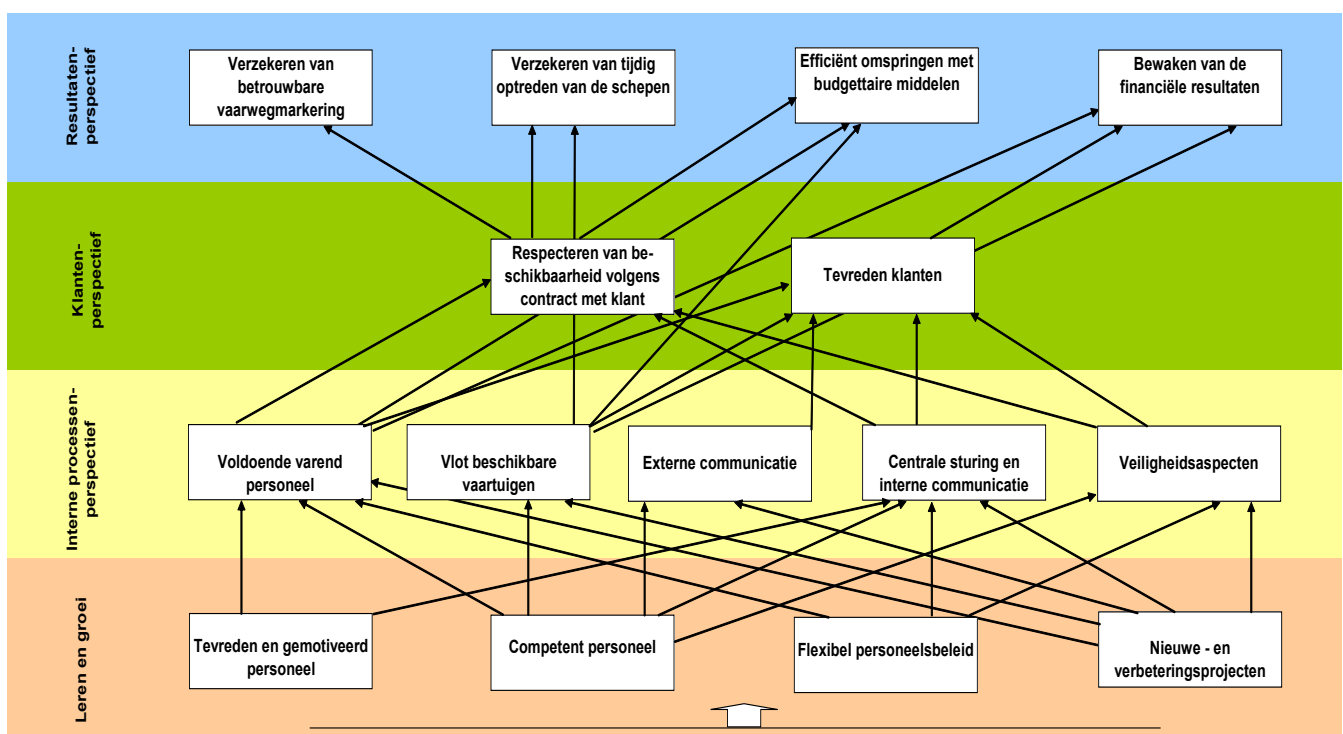 Resultaten-
perspectief
Verzekeren van
betrouwbare
vaarwegmarkering
Verzekeren van tijdig
optreden van de schepen
Efficiënt omspringen met
budgettaire middelen
Bewaken van de
financiële resultaten
Klanten-
perspectief
Respecteren van be-
schikbaarheid volgens
contract met klant
Tevreden klanten
Interne processen-
perspectief
Voldoende varend
personeel
Vlot beschikbare
vaartuigen
Externe communicatie
Centrale sturing en
interne communicatie
Veiligheidsaspecten
Leren en groei
Tevreden en gemotiveerd
personeel
Competent personeel
Flexibel personeelsbeleid
Nieuwe - en
verbeteringsprojecten